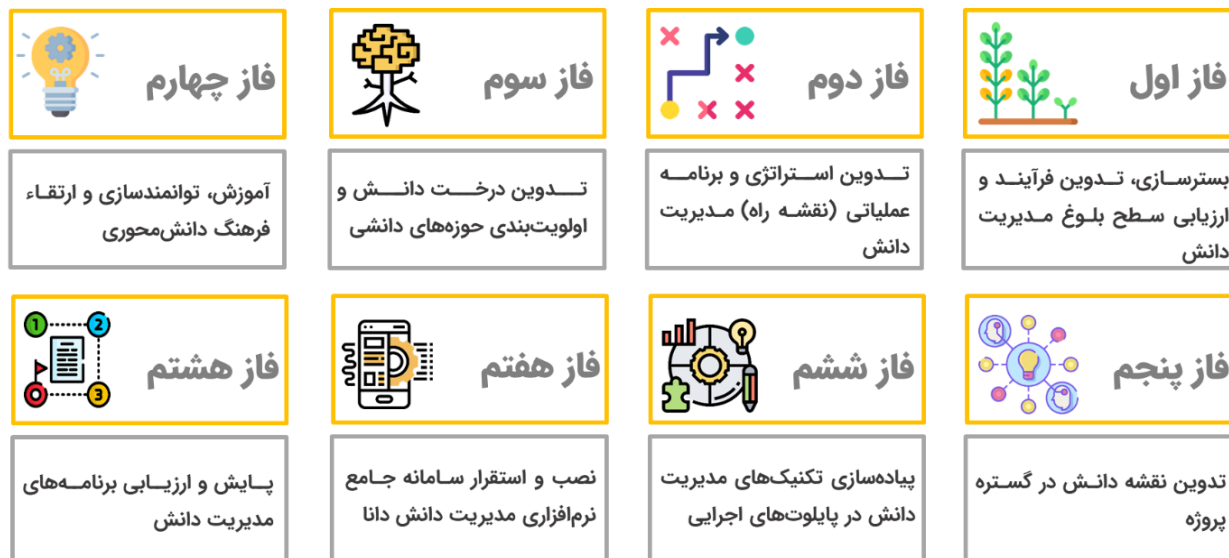 فاز اول
بسترسازی، تدوین فرآیند و
ارزیابی سطح بلوغ مدیریت
دانش
فاز دوم
تدوین استراتژی و برنامه
عملیاتی (نقشه راه) مدیریت
دانش
فاز سوم
تدوین درخت دانش و
اولویت‌بندی حوزه‌های دانشی
فاز چهارم
آموزش، توانمندسازی و ارتقاء
فرهنگ دانش‌محوری
فاز پنجم
تدوین نقشه دانش در گستره
پروژه
فاز ششم
پیاده‌سازی تکنیک‌های مدیریت
دانش در پایلوت‌های اجرایی
فاز هفتم
نصب و استقرار سامانه جامع
نرم‌افزاری مدیریت دانش دانا
فاز هشتم
1
2
3
پایش و ارزیابی برنامه‌های
مدیریت دانش